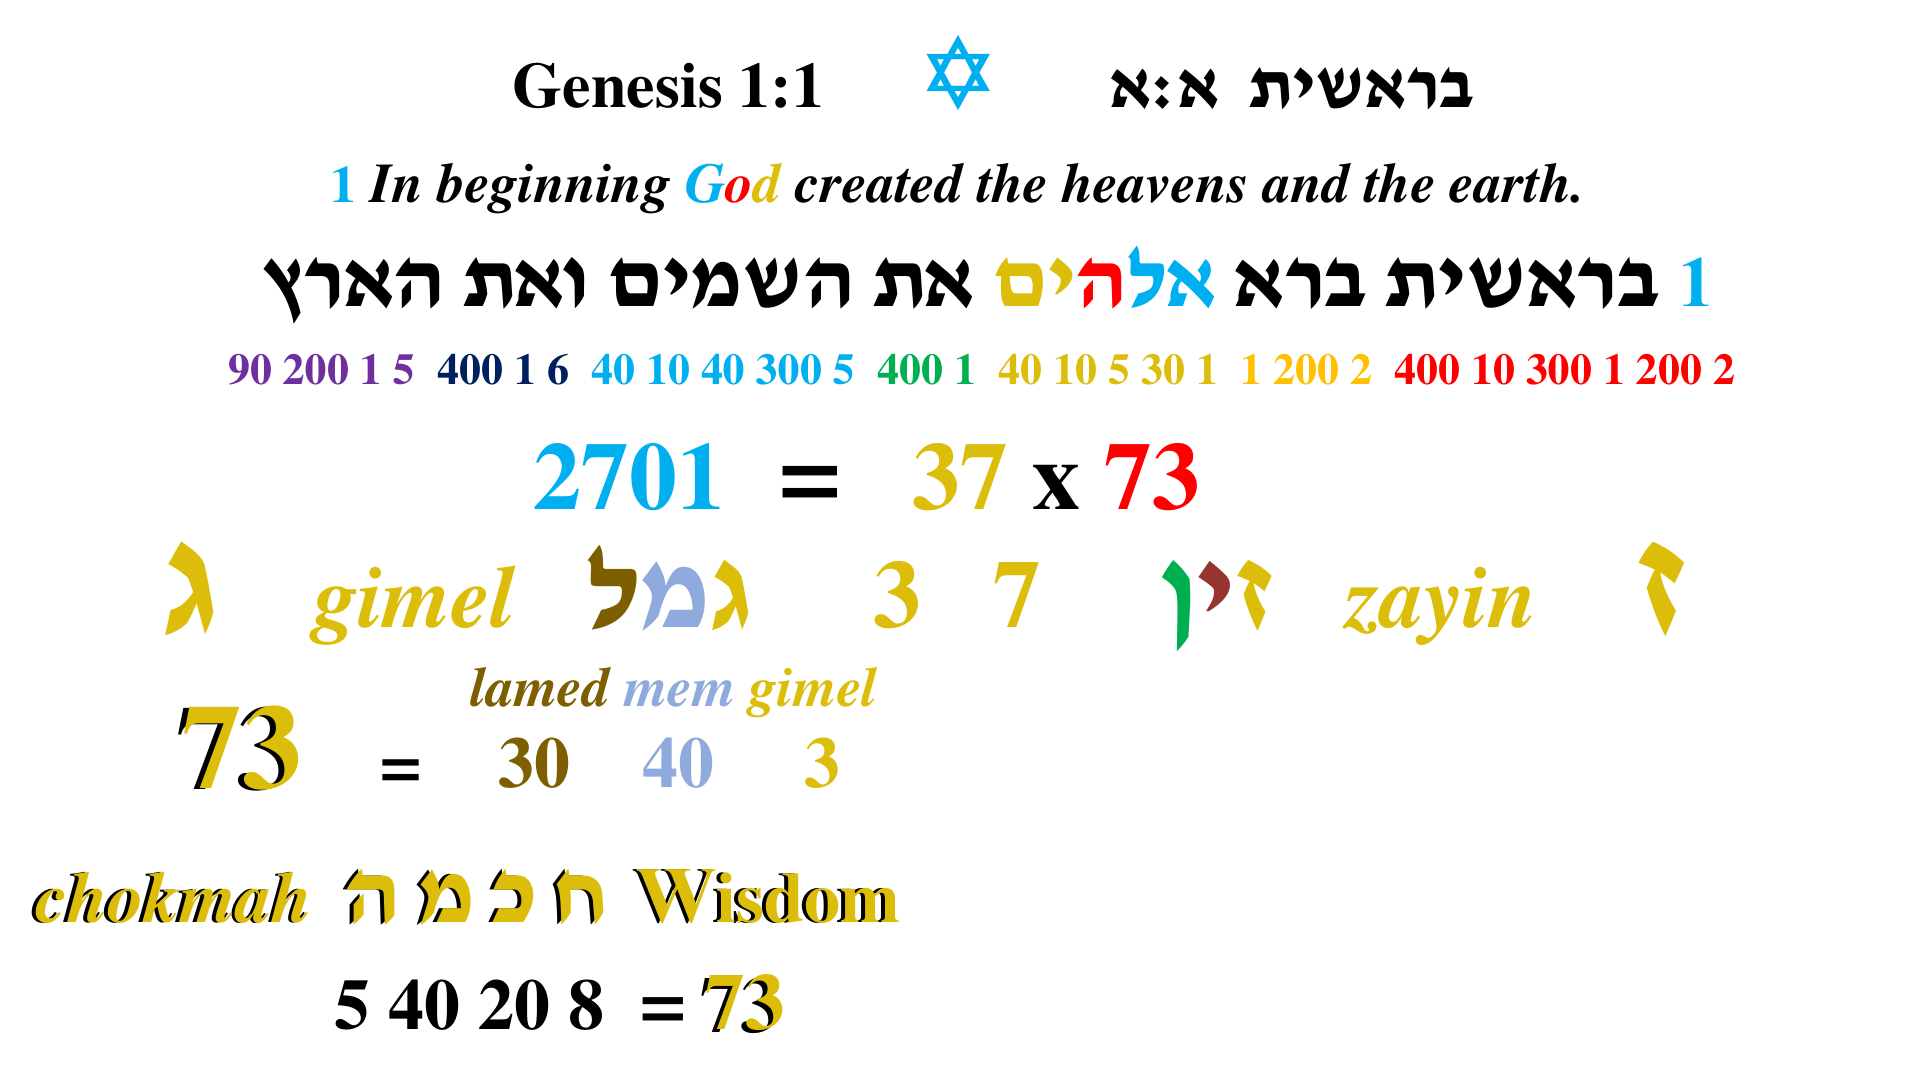 Genesis 1:1 ✡ בראשית א:א
1 In beginning God created the heavens and the earth.
1 בראשית ברא אלהים את השמים ואת הארץ
90 200 1 5 400 1 6 40 10 40 300 5 400 1 40 10 5 30 1 1 200 2 400 10 300 1 200 2
2701 = 37 x 73
ג gimel גמל 3 7 זין zayin ז
lamed mem gimel
73 = 30 40 3
chokmah ח כ מ ה Wisdom
5 40 20 8 = 73